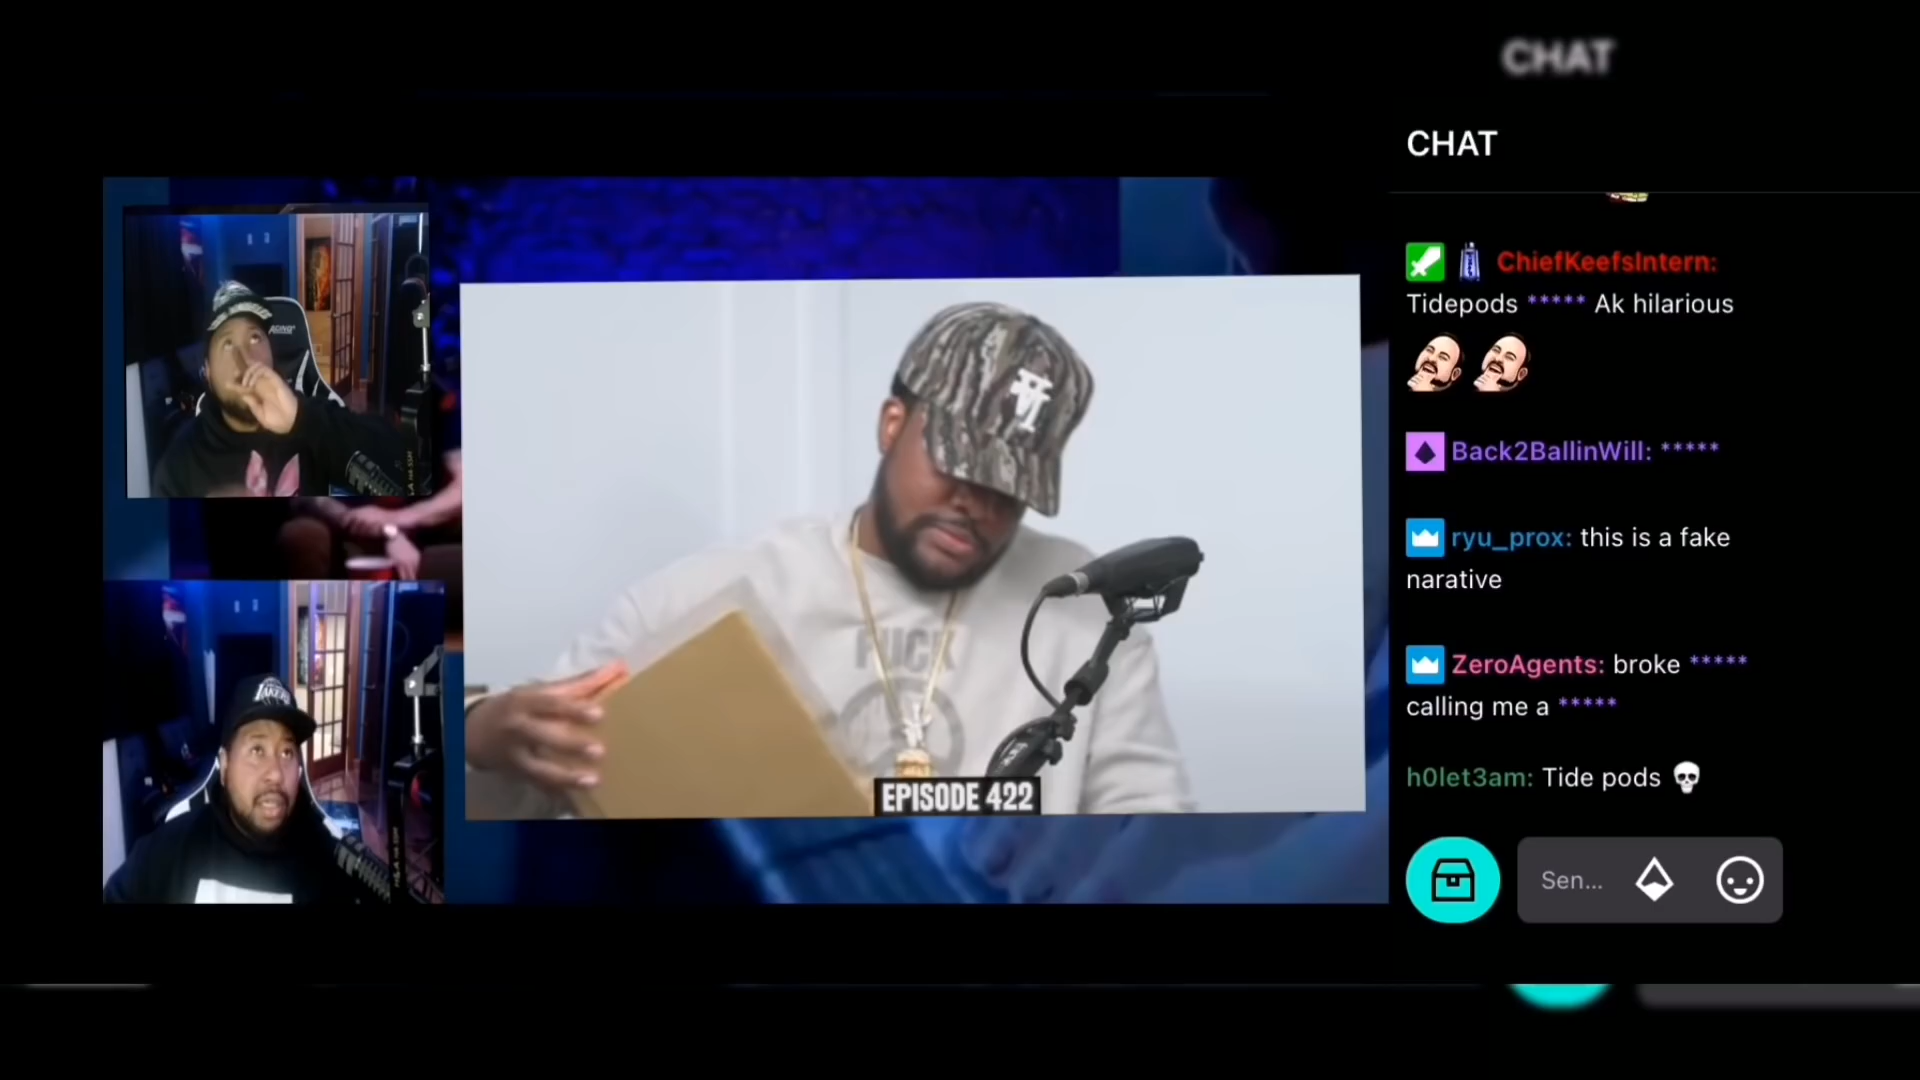 CHAT
CHAT
ChiefKeefsIntern:
Tidepods ***** Ak hilarious
Back2BallinWill: *****
ryu_prox: this is a fake
narative
ZeroAgents: broke *****
calling me a *****
h0let3am: Tide pods 💀
Sen...
FUCK
EPISODE 422